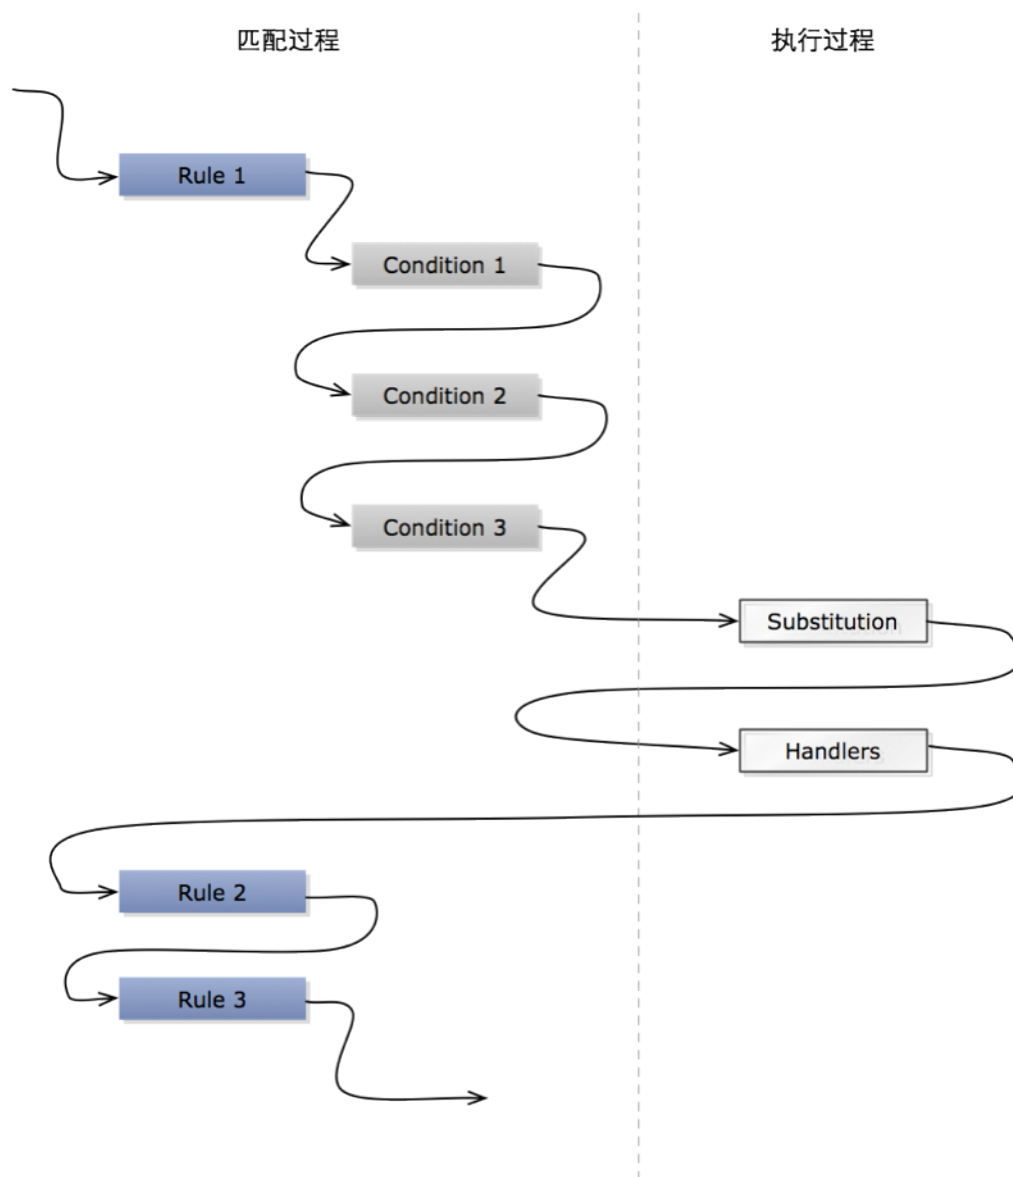 匹配过程
执行过程
Rule 1
Condition 1
Condition 2
Condition 3
Substitution
Handlers
Rule 2
Rule 3